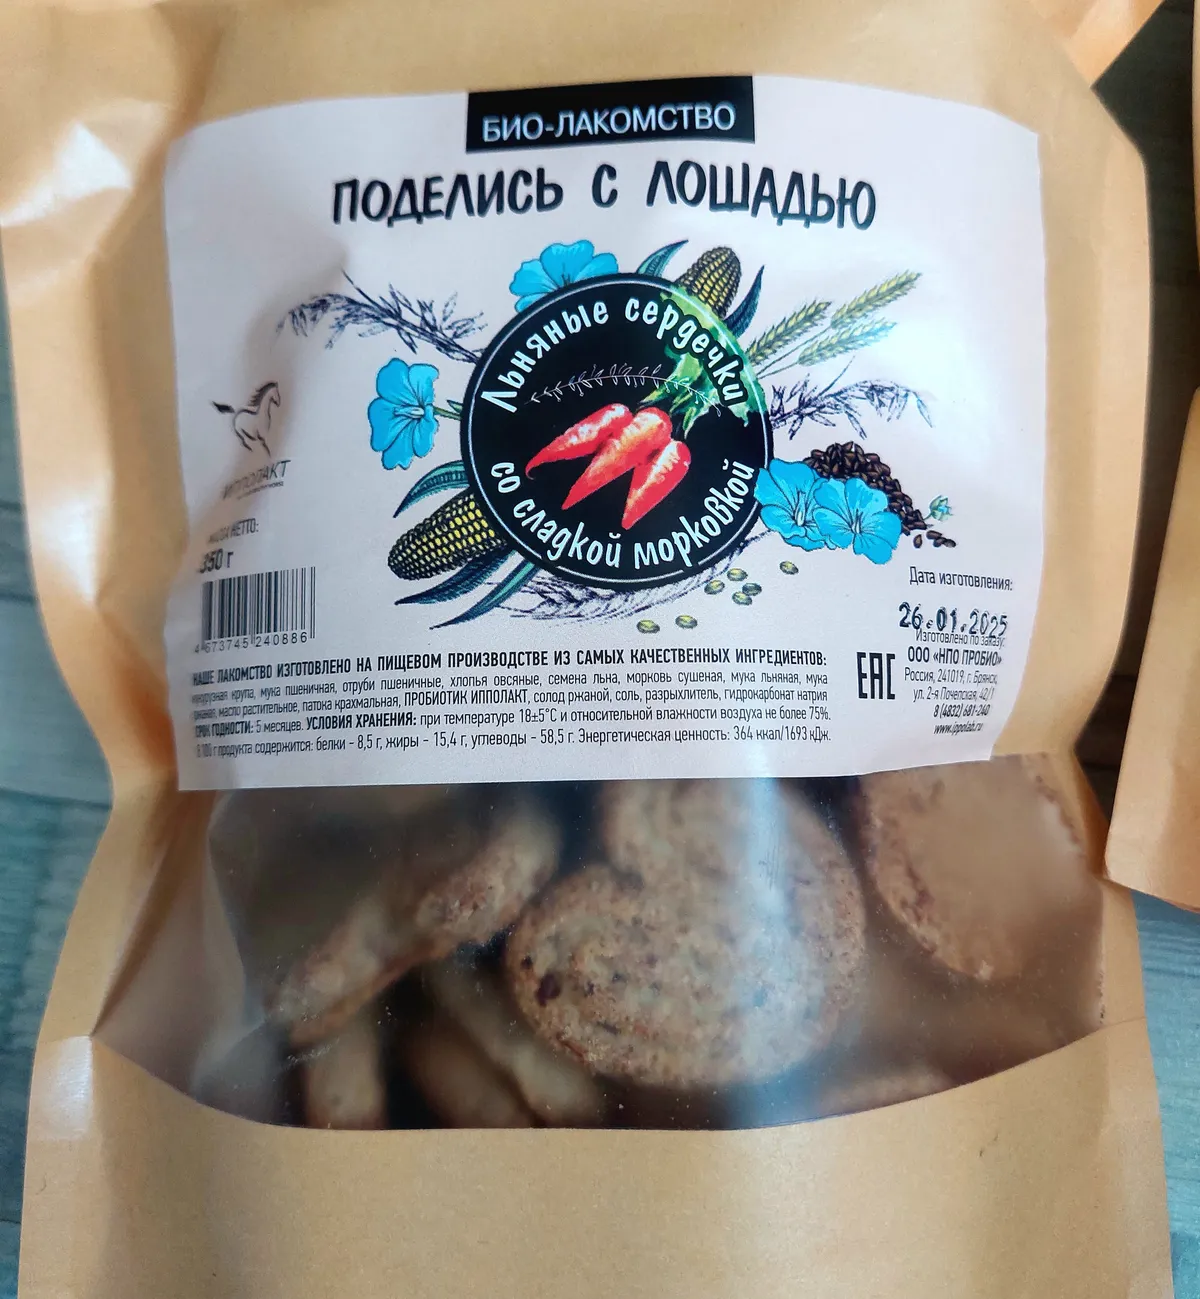 БИО-ЛАКОМСТВО
ПОДЕЛИСЬ С ЛОШАДЬЮ
Льняные сердечки
со сладкой морковкой
ИППОЛАКТ
МАССА НЕТТО:
350 г
4 673745 240886
Дата изготовления:
26.01.2025
Изготовлено по заказу:
ООО «НПО ПРОБИО»
Россия, 241019, г. Брянск,
ул. 2-я Почепская, 42/1
8 (4832) 681-240
www.ippolab.ru
ЕАС
НАШЕ ЛАКОМСТВО ИЗГОТОВЛЕНО НА ПИЩЕВОМ ПРОИЗВОДСТВЕ ИЗ САМЫХ КАЧЕСТВЕННЫХ ИНГРЕДИЕНТОВ:
кукурузная крупа, мука пшеничная, отруби пшеничные, хлопья овсяные, семена льна, морковь сушеная, мука льняная, мука
ржаная, масло растительное, патока крахмальная, ПРОБИОТИК ИППОЛАКТ, солод ржаной, соль, разрыхлитель, гидрокарбонат натрия
СРОК ГОДНОСТИ: 5 месяцев. УСЛОВИЯ ХРАНЕНИЯ: при температуре 18±5°С и относительной влажности воздуха не более 75%.
В 100 г продукта содержится: белки - 8,5 г, жиры - 15,4 г, углеводы - 58,5 г. Энергетическая ценность: 364 ккал/1693 кДж.